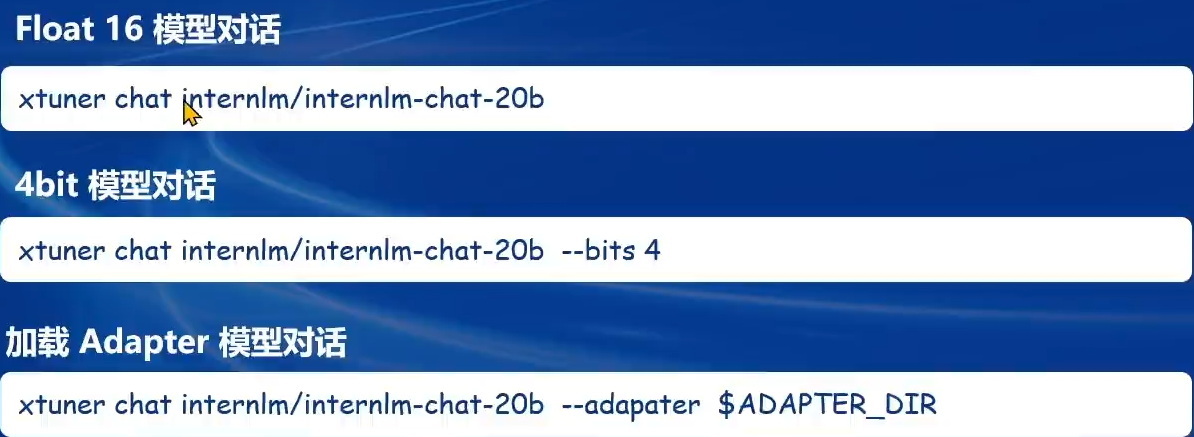 Float 16 模型对话
xtuner chat internlm/internlm-chat-20b
4bit 模型对话
xtuner chat internlm/internlm-chat-20b --bits 4
加载 Adapter 模型对话
xtuner chat internlm/internlm-chat-20b --adapater $ADAPTER_DIR